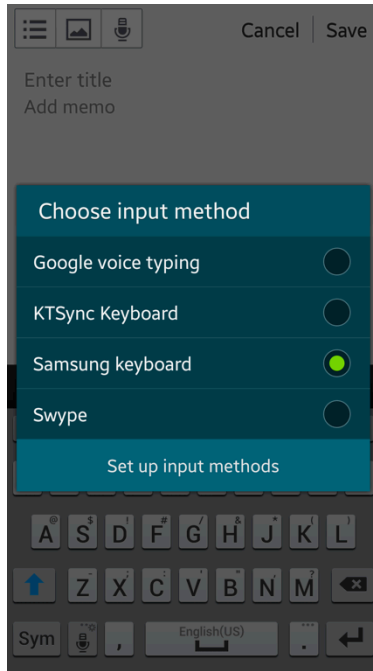 Cancel Save
Enter title
Add memo
Choose input method
Google voice typing
KTSync Keyboard
Samsung keyboard
Swype
Set up input methods
A @ S $ D ! F # G / H & J * K ( L )
Z X C V B N M ?
Sym , English(US) .